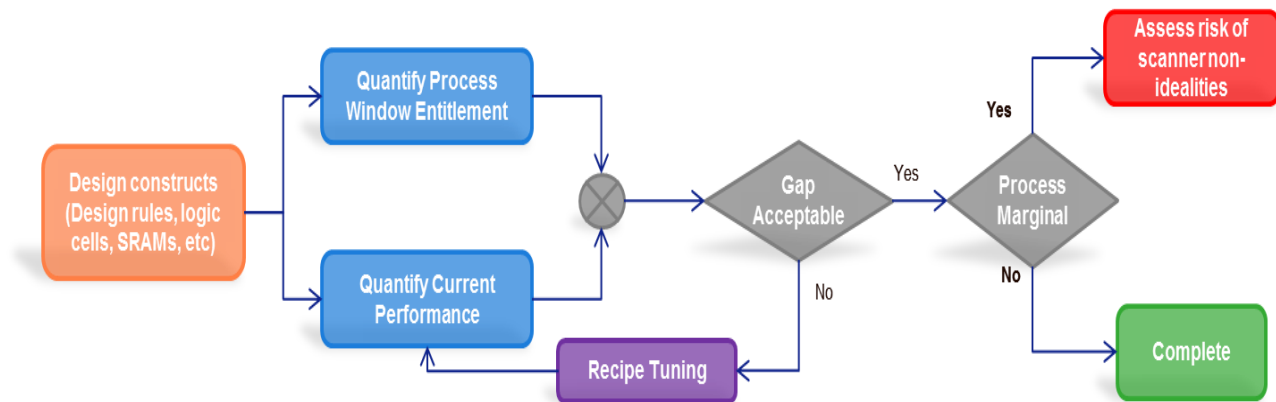 Design constructs
(Design rules, logic
cells, SRAMs, etc)
Quantify Process
Window Entitlement
Quantify Current
Performance
Recipe Tuning
Gap
Acceptable
Yes
No
Process
Marginal
Yes
No
Assess risk of
scanner non-
idealities
Complete